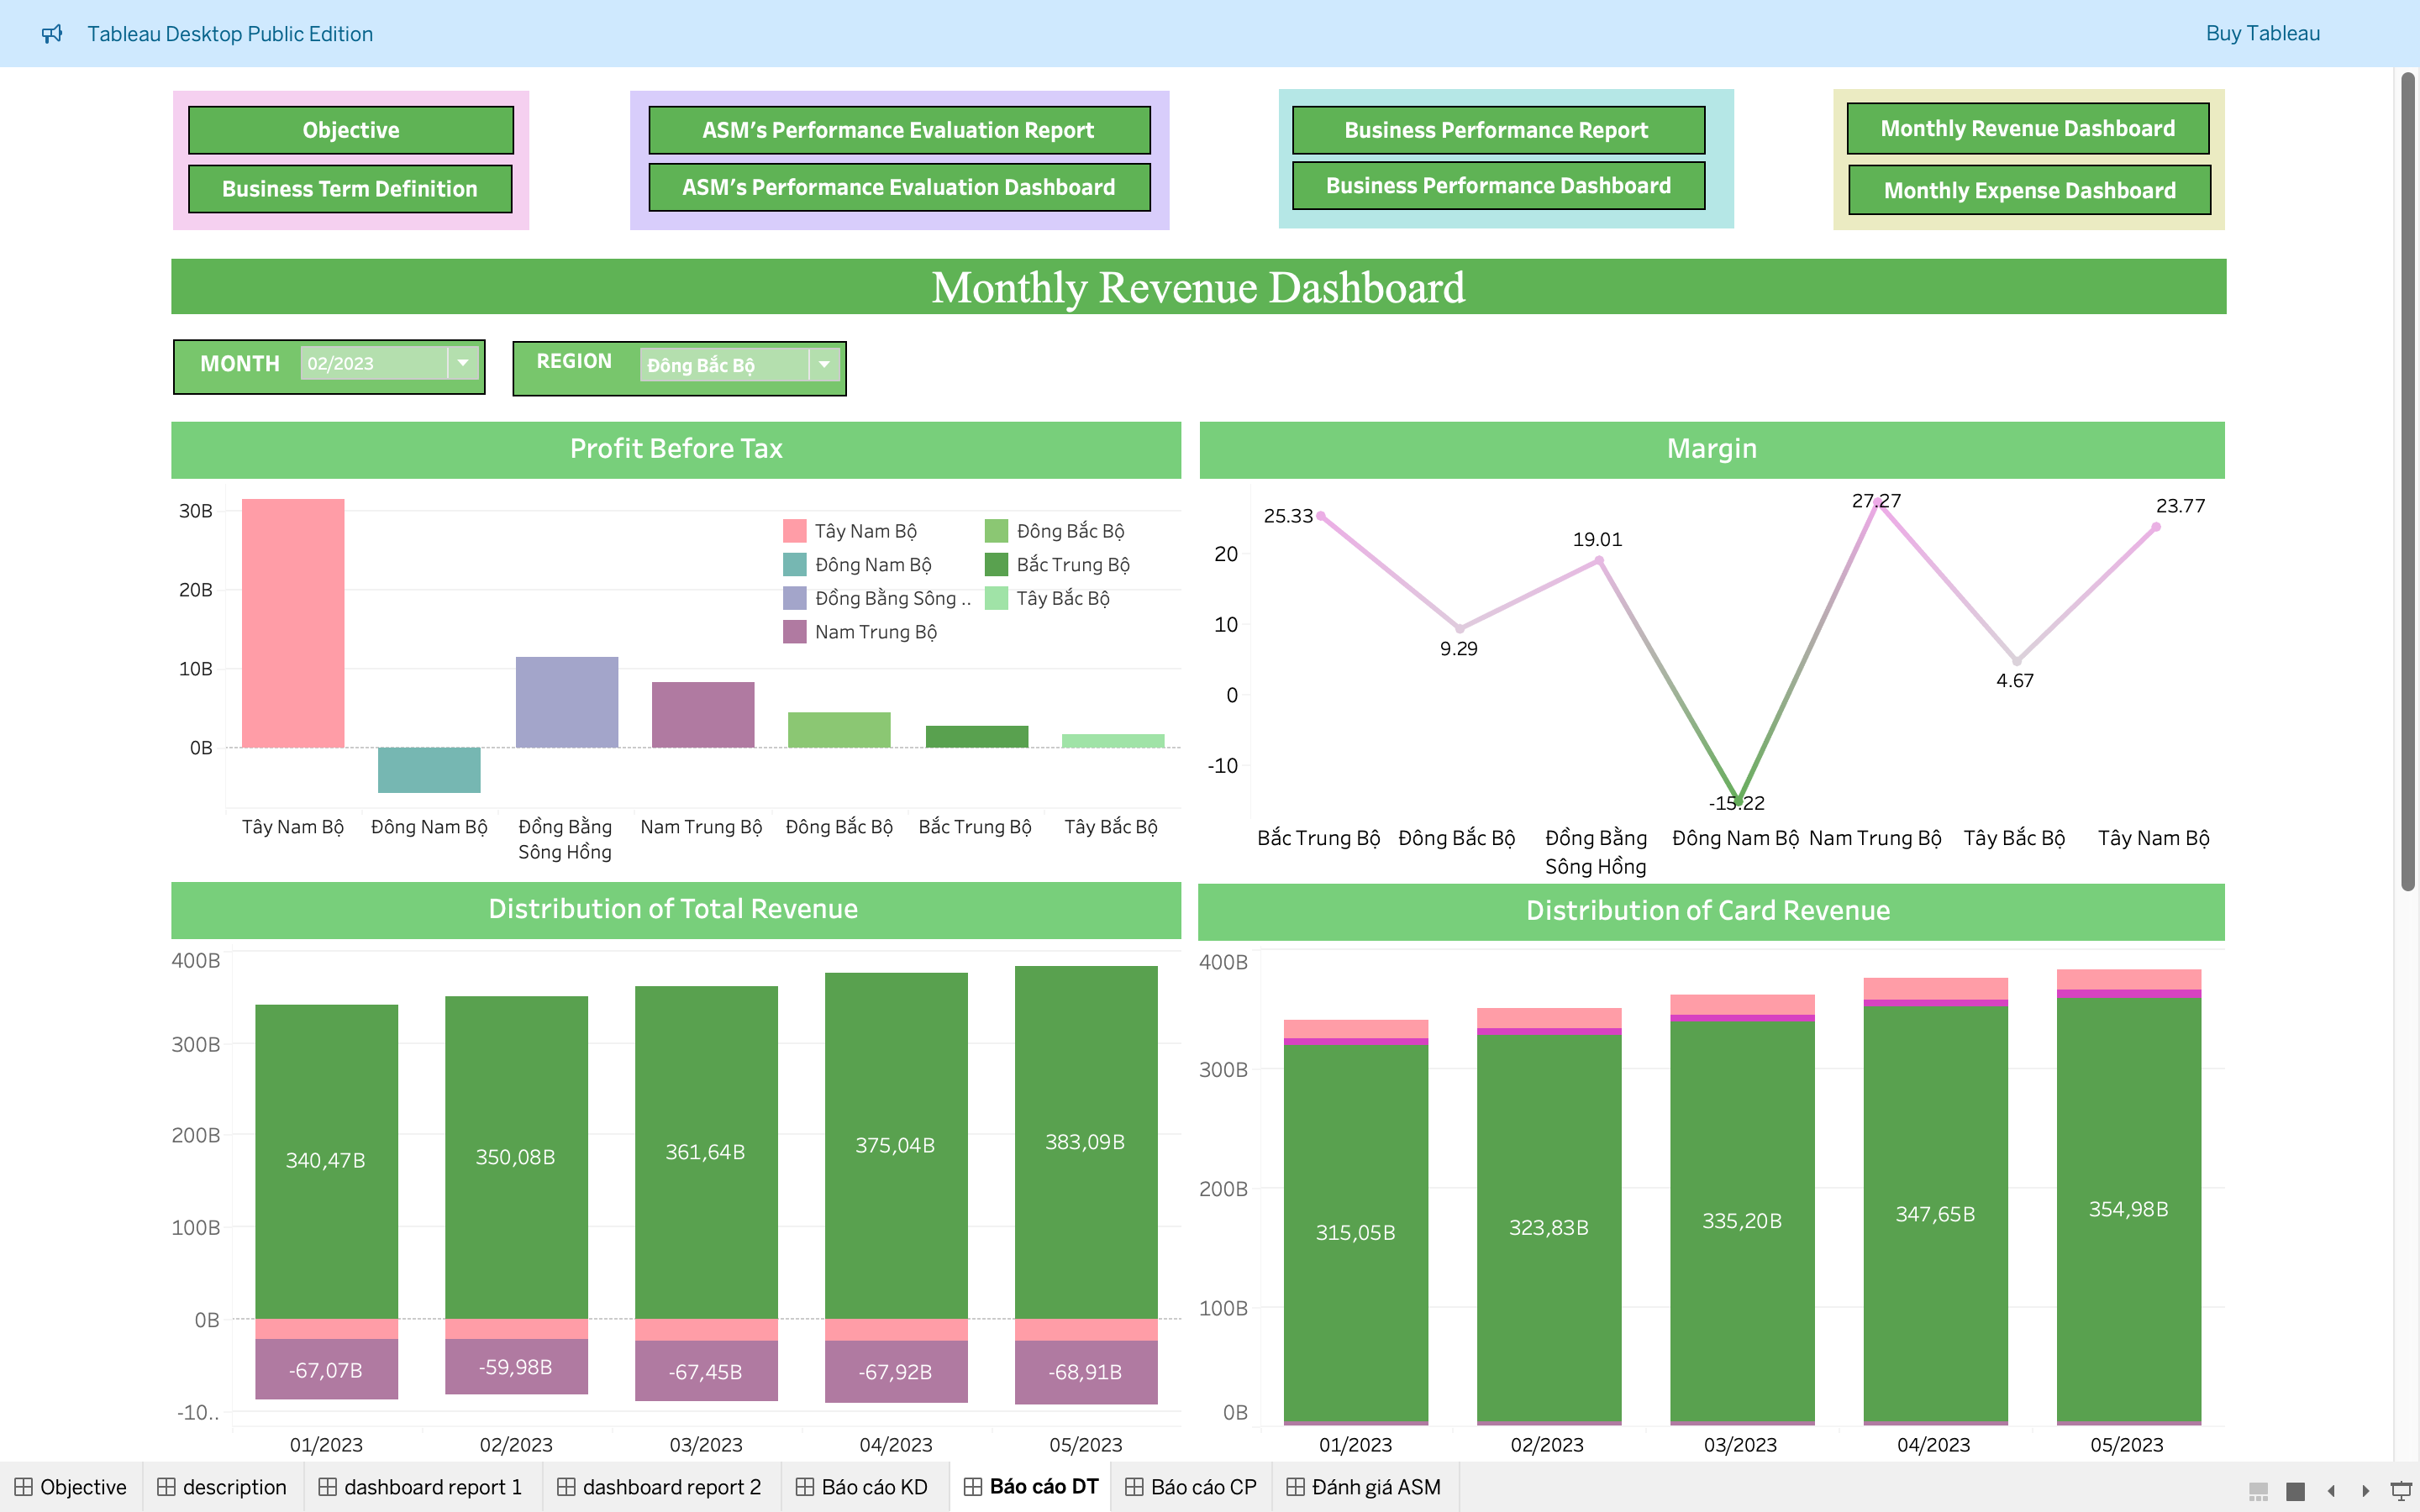 Tableau Desktop Public Edition
Buy Tableau
Objective
Business Term Definition
ASM's Performance Evaluation Report
ASM's Performance Evaluation Dashboard
Business Performance Report
Business Performance Dashboard
Monthly Revenue Dashboard
Monthly Expense Dashboard
Monthly Revenue Dashboard
MONTH
02/2023
REGION
Đông Bắc Bộ
Profit Before Tax
30B
20B
10B
0B
Tây Nam Bộ
Đông Nam Bộ
Đồng Bằng Sông ..
Nam Trung Bộ
Đông Bắc Bộ
Bắc Trung Bộ
Tây Bắc Bộ
Tây Nam Bộ
Đông Nam Bộ
Đồng Bằng
Sông Hồng
Nam Trung Bộ
Đông Bắc Bộ
Bắc Trung Bộ
Tây Bắc Bộ
Margin
20
10
0
-10
25.33
9.29
19.01
-15.22
27.27
4.67
23.77
Bắc Trung Bộ
Đông Bắc Bộ
Đồng Bằng
Sông Hồng
Đông Nam Bộ
Nam Trung Bộ
Tây Bắc Bộ
Tây Nam Bộ
Distribution of Total Revenue
400B
300B
200B
100B
0B
-10..
340,47B
350,08B
361,64B
375,04B
383,09B
-67,07B
-59,98B
-67,45B
-67,92B
-68,91B
01/2023
02/2023
03/2023
04/2023
05/2023
Distribution of Card Revenue
400B
300B
200B
100B
0B
315,05B
323,83B
335,20B
347,65B
354,98B
01/2023
02/2023
03/2023
04/2023
05/2023
Objective
description
dashboard report 1
dashboard report 2
Báo cáo KD
Báo cáo DT
Báo cáo CP
Đánh giá ASM